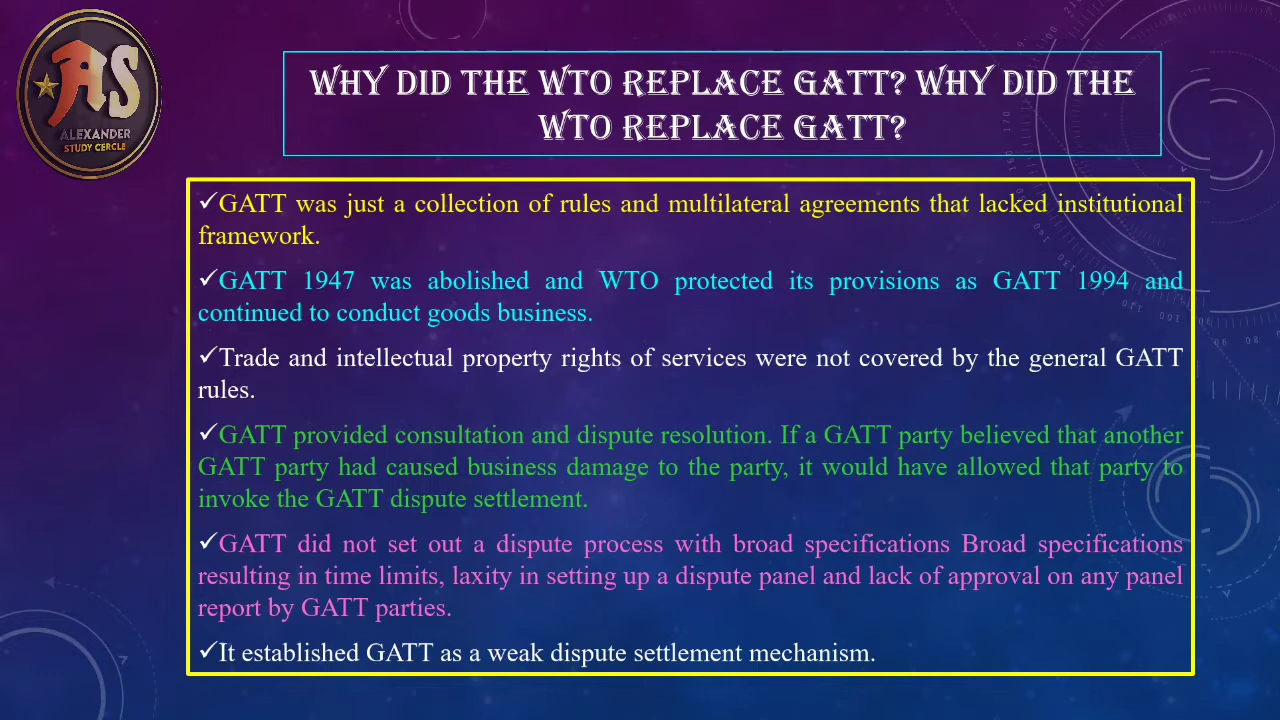 AS
ALEXANDER
STUDY CERCLE
WHY DID THE WTO REPLACE GATT? WHY DID THE
WTO REPLACE GATT?
✓GATT was just a collection of rules and multilateral agreements that lacked institutional
framework.
✓GATT 1947 was abolished and WTO protected its provisions as GATT 1994 and
continued to conduct goods business.
✓Trade and intellectual property rights of services were not covered by the general GATT
rules.
✓GATT provided consultation and dispute resolution. If a GATT party believed that another
GATT party had caused business damage to the party, it would have allowed that party to
invoke the GATT dispute settlement.
✓GATT did not set out a dispute process with broad specifications Broad specifications
resulting in time limits, laxity in setting up a dispute panel and lack of approval on any panel
report by GATT parties.
✓It established GATT as a weak dispute settlement mechanism.